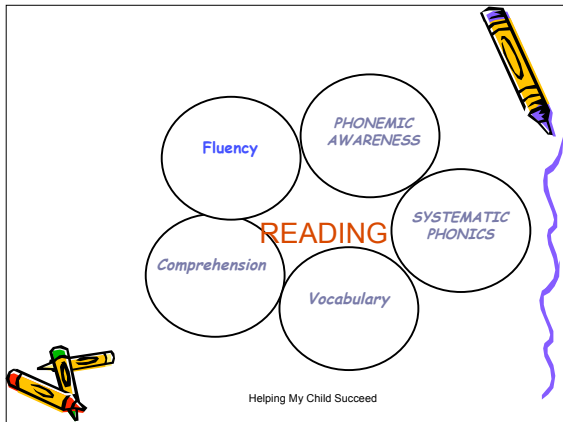 PHONEMIC
AWARENESS
Fluency
SYSTEMATIC
PHONICS
READING
Comprehension
Vocabulary
Helping My Child Succeed